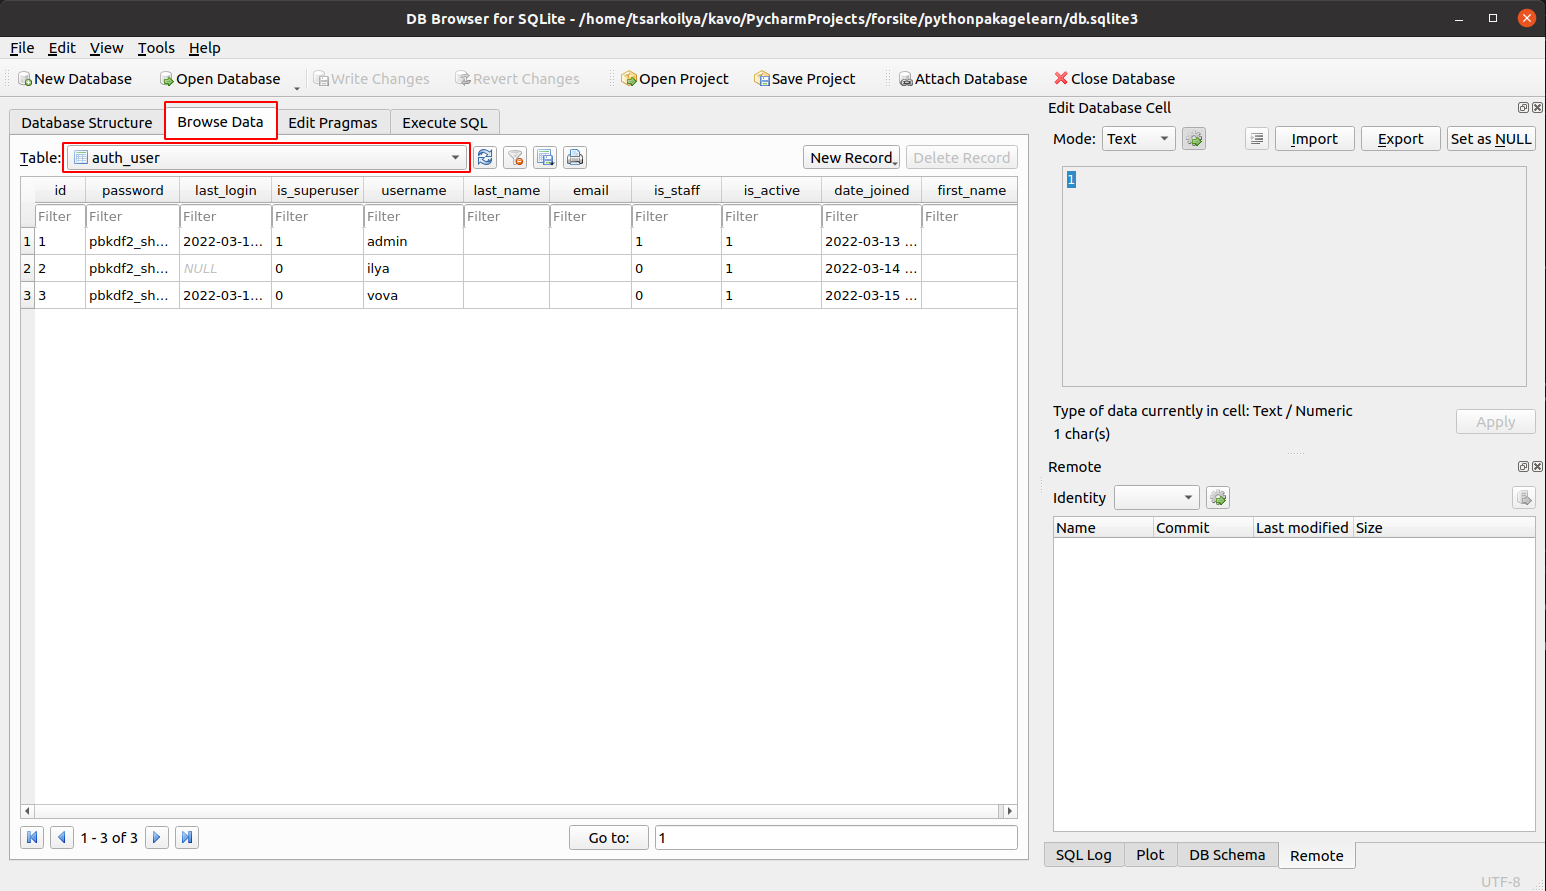 DB Browser for SQLite - /home/tsarkoilya/kavo/PycharmProjects/forsite/pythonpakagelearn/db.sqlite3
File Edit View Tools Help
New Database Open Database Write Changes Revert Changes Open Project Save Project Attach Database Close Database
Database Structure Browse Data Edit Pragmas Execute SQL
Table: auth_user New Record Delete Record
id password last_login is_superuser username last_name email is_staff is_active date_joined first_name
Filter Filter Filter Filter Filter Filter Filter Filter Filter Filter Filter
1 1 pbkdf2_sh... 2022-03-1... 1 admin 1 1 2022-03-13 ...
2 2 pbkdf2_sh... NULL 0 ilya 0 1 2022-03-14 ...
3 3 pbkdf2_sh... 2022-03-1... 0 vova 0 1 2022-03-15 ...
1 - 3 of 3 Go to: 1
Edit Database Cell
Mode: Text Import Export Set as NULL
1
Type of data currently in cell: Text / Numeric
1 char(s)
Apply
Remote
Identity
Name Commit Last modified Size
SQL Log Plot DB Schema Remote
UTF-8